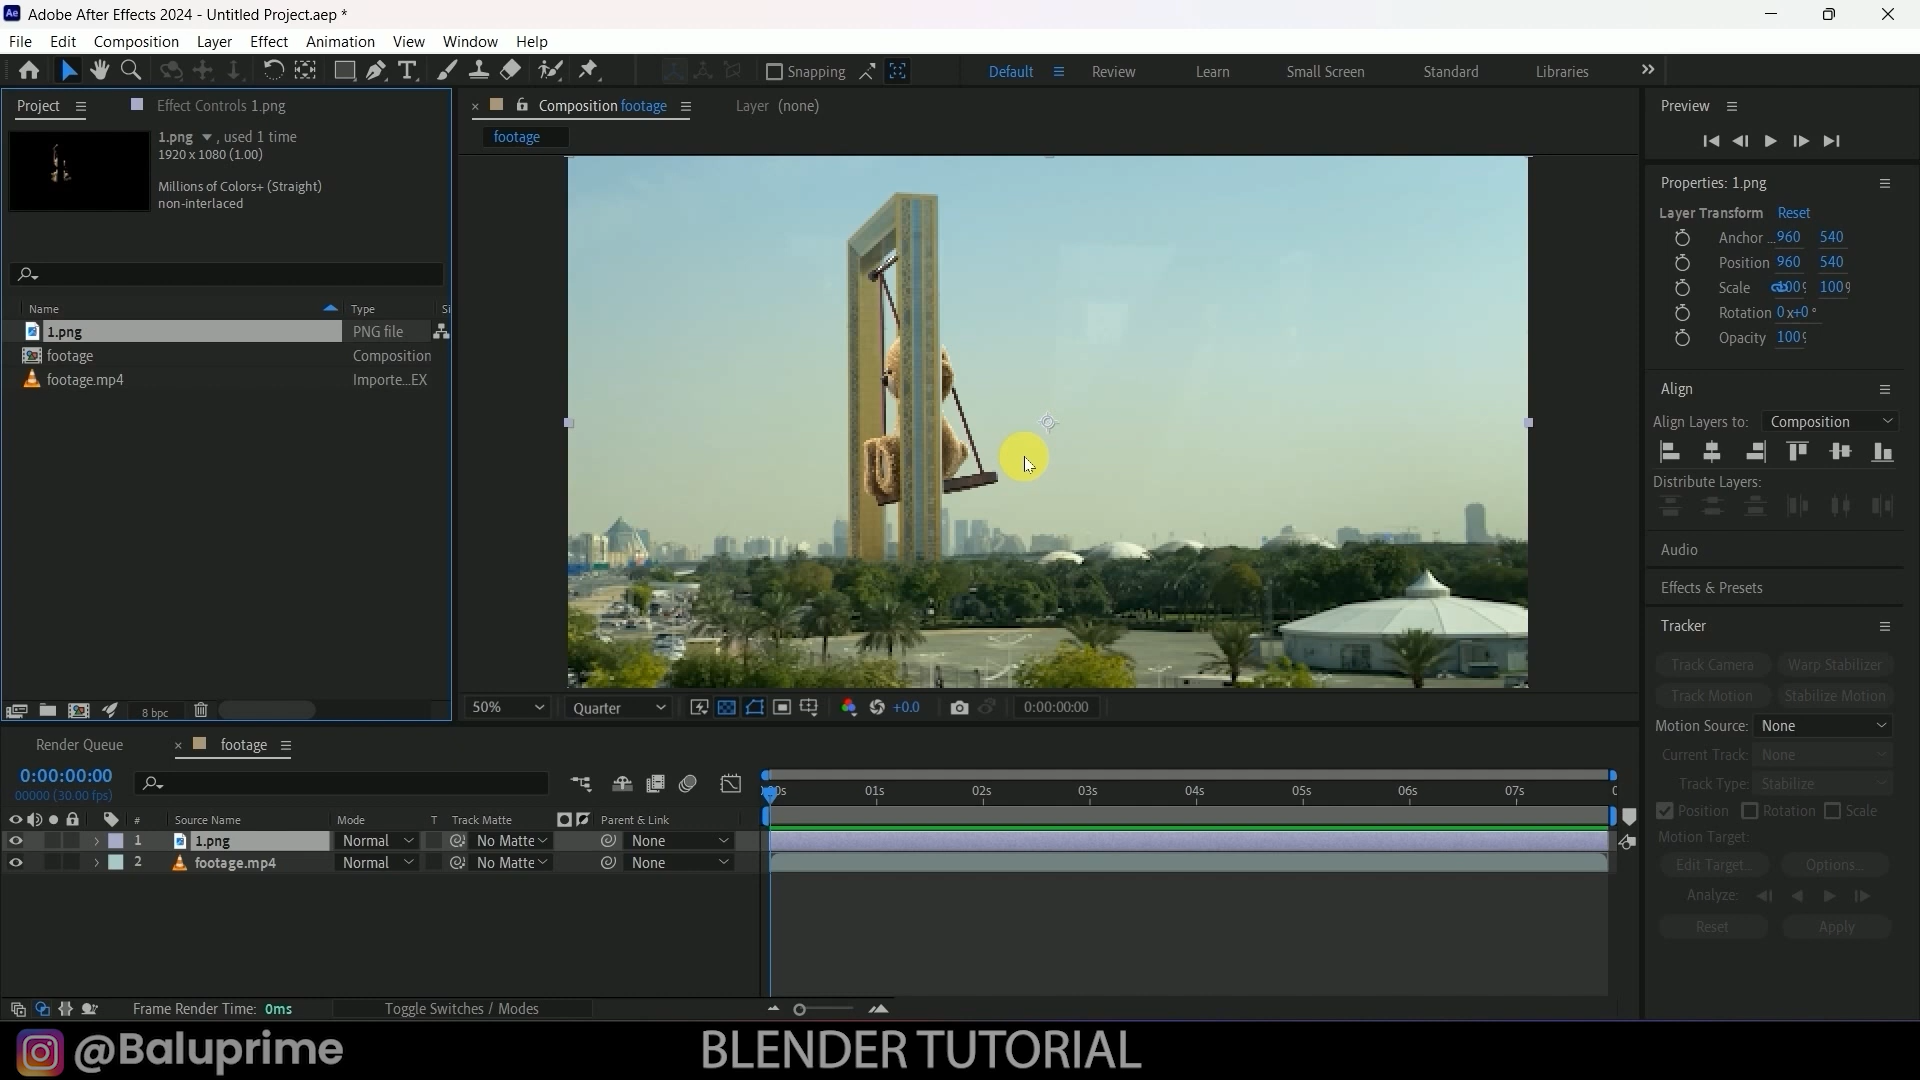 Ae Adobe After Effects 2024 - Untitled Project.aep *
File Edit Composition Layer Effect Animation View Window Help
T Snapping Default Review Learn Small Screen Standard Libraries
Project Effect Controls 1.png
1.png , used 1 time
1920 x 1080 (1.00)
Millions of Colors+ (Straight)
non-interlaced
Name Type Si
1.png PNG file
footage Composition
footage.mp4 Importe...EX
8 bpc
Composition footage Layer (none)
footage
50% Quarter +0.0 0:00:00:00
Preview
Properties: 1.png
Layer Transform Reset
Anchor ... 960 540
Position 960 540
Scale 100% 100%
Rotation 0x+0°
Opacity 100%
Align
Align Layers to: Composition
Distribute Layers:
Audio
Effects & Presets
Tracker
Track Camera Warp Stabilizer
Track Motion Stabilize Motion
Motion Source: None
Current Track: None
Track Type: Stabilize
Position Rotation Scale
Motion Target:
Edit Target... Options...
Analyze:
Reset Apply
Render Queue footage
0:00:00:00
00000 (30.00 fps)
01s 02s 03s 04s 05s 06s 07s
# Source Name Mode T Track Matte Parent & Link
1 1.png Normal No Matte None
2 footage.mp4 Normal No Matte None
Frame Render Time: 0ms Toggle Switches / Modes
@Baluprime BLENDER TUTORIAL